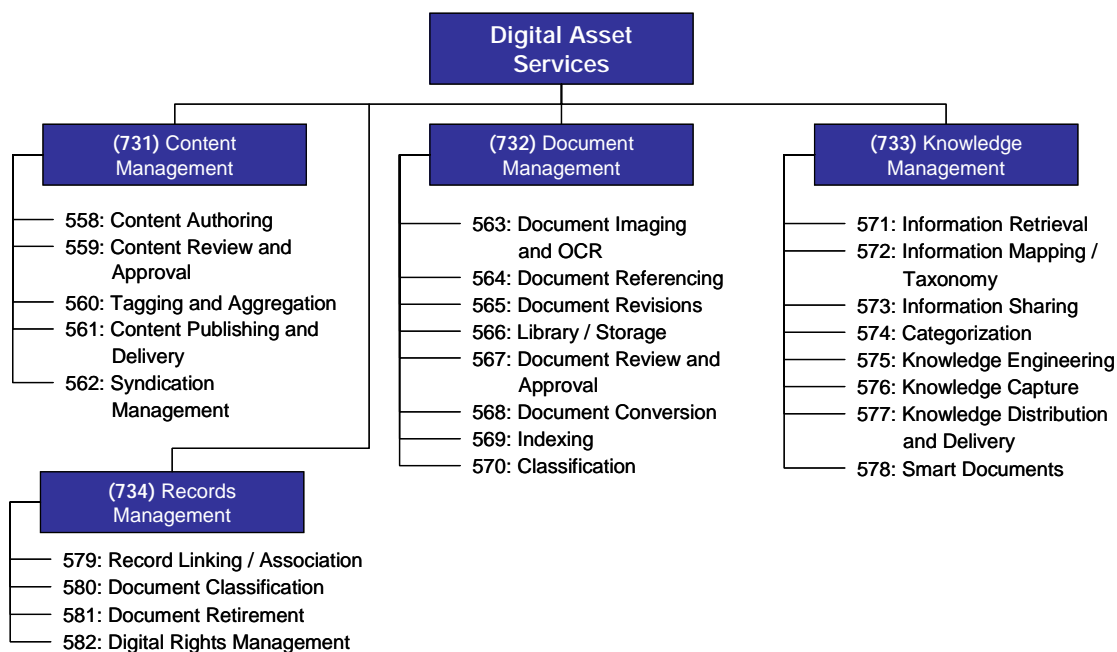 Digital Asset
Services
(731) Content
Management
558: Content Authoring
559: Content Review and
Approval
560: Tagging and Aggregation
561: Content Publishing and
Delivery
562: Syndication
Management
(732) Document
Management
563: Document Imaging
and OCR
564: Document Referencing
565: Document Revisions
566: Library / Storage
567: Document Review and
Approval
568: Document Conversion
569: Indexing
570: Classification
(733) Knowledge
Management
571: Information Retrieval
572: Information Mapping /
Taxonomy
573: Information Sharing
574: Categorization
575: Knowledge Engineering
576: Knowledge Capture
577: Knowledge Distribution
and Delivery
578: Smart Documents
(734) Records
Management
579: Record Linking / Association
580: Document Classification
581: Document Retirement
582: Digital Rights Management